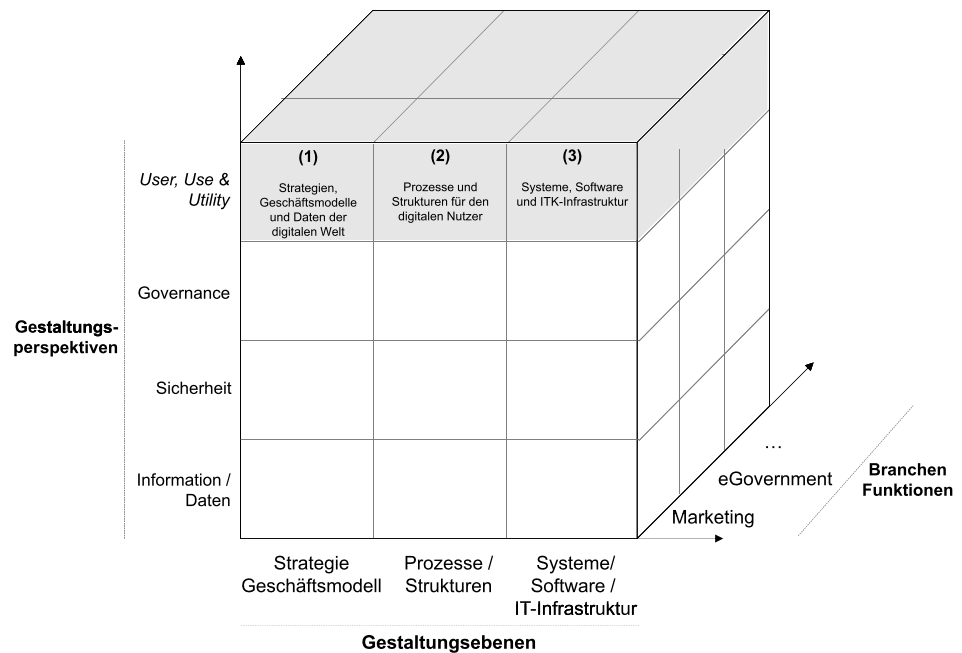 (1)
Strategien,
Geschäftsmodelle
und Daten der
digitalen Welt
(2)
Prozesse und
Strukturen für den
digitalen Nutzer
(3)
Systeme, Software
und ITK-Infrastruktur
User, Use &
Utility
Governance
Sicherheit
Information /
Daten
Gestaltungs-
perspektiven
Strategie
Geschäftsmodell
Prozesse /
Strukturen
Systeme/
Software /
IT-Infrastruktur
Gestaltungsebenen
Marketing
eGovernment
...
Branchen
Funktionen